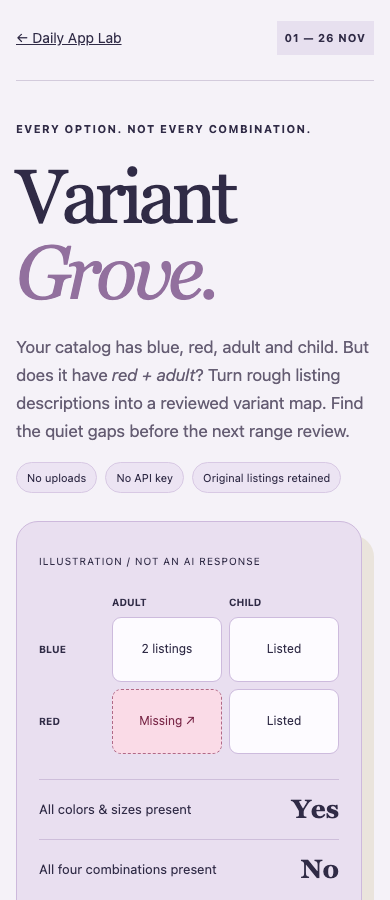 ← Daily App Lab
01 — 26 NOV
EVERY OPTION. NOT EVERY COMBINATION.
Variant
Grove.
Your catalog has blue, red, adult and child. But
does it have red + adult? Turn rough listing
descriptions into a reviewed variant map. Find
the quiet gaps before the next range review.
No uploads
No API key
Original listings retained
ILLUSTRATION / NOT AN AI RESPONSE
ADULT
CHILD
BLUE
2 listings
Listed
RED
Missing ↗
Listed
All colors & sizes present
Yes
All four combinations present
No